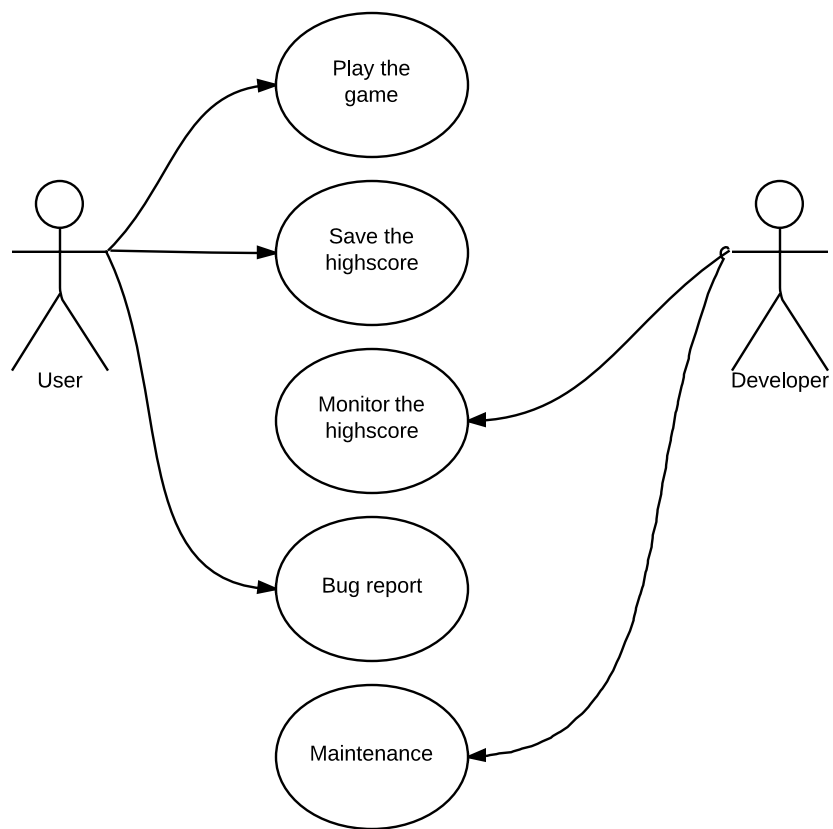 Play the
game
Save the
highscore
User
Developer
Monitor the
highscore
Bug report
Maintenance